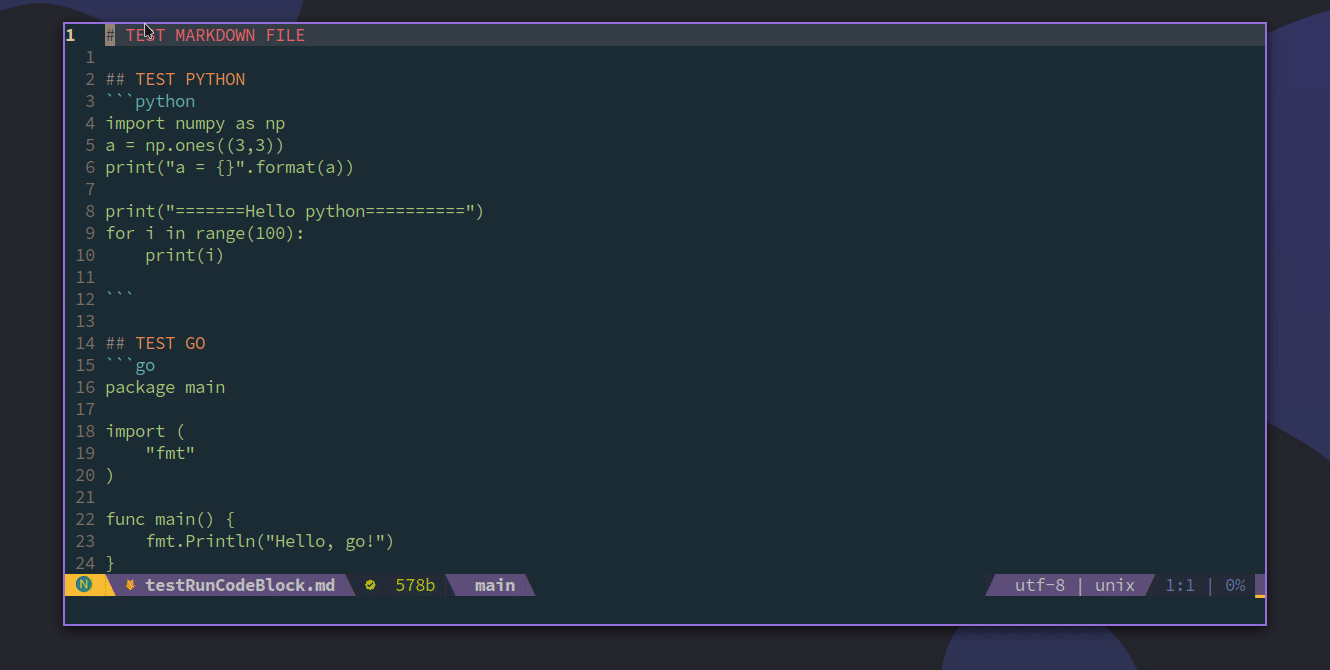 1 # TEST MARKDOWN FILE
1
2 ## TEST PYTHON
3 ```python
4 import numpy as np
5 a = np.ones((3,3))
6 print("a = {}".format(a))
7
8 print("=======Hello python==========")
9 for i in range(100):
10     print(i)
11
12 ```
13
14 ## TEST GO
15 ```go
16 package main
17
18 import (
19     "fmt"
20 )
21
22 func main() {
23     fmt.Println("Hello, go!")
24 }
N testRunCodeBlock.md 578b main utf-8 | unix 1:1 | 0%